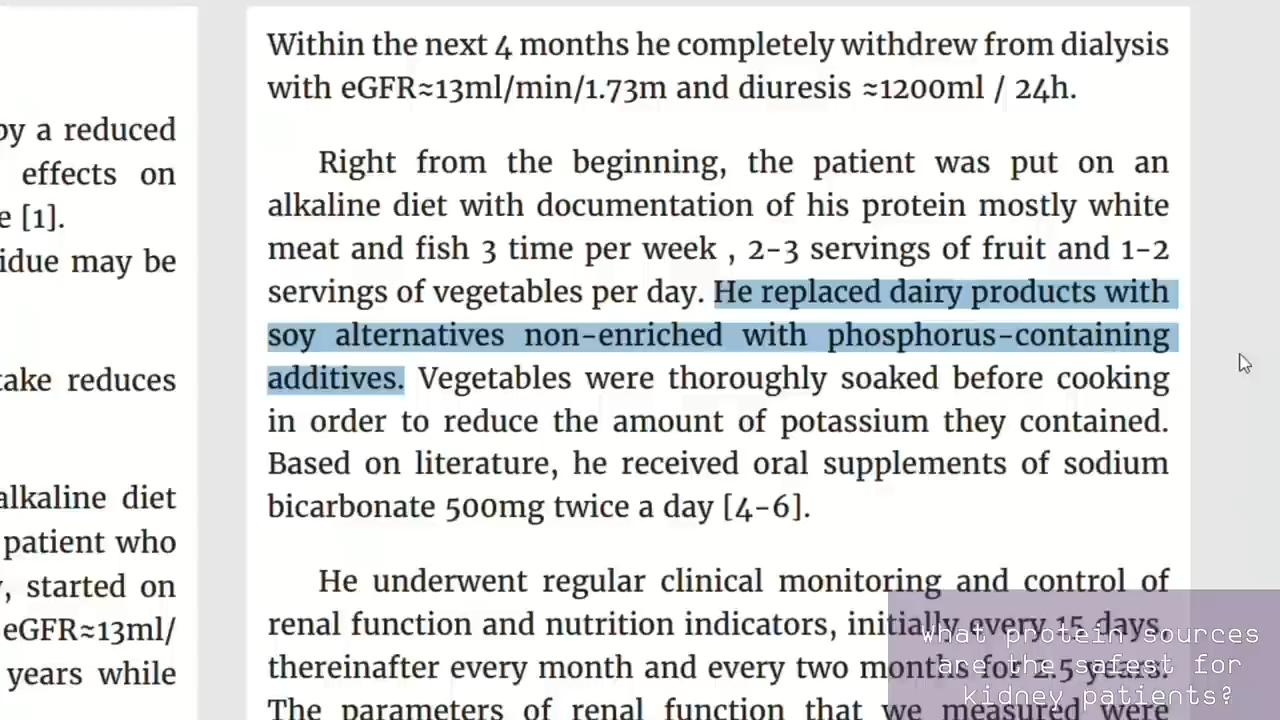 by a reduced
effects on
e [1].
idue may be
take reduces
alkaline diet
patient who
, started on
eGFR≈13ml/
years while
Within the next 4 months he completely withdrew from dialysis
with eGFR≈13ml/min/1.73m and diuresis ≈1200ml / 24h.
Right from the beginning, the patient was put on an
alkaline diet with documentation of his protein mostly white
meat and fish 3 time per week , 2-3 servings of fruit and 1-2
servings of vegetables per day. He replaced dairy products with
soy alternatives non-enriched with phosphorus-containing
additives. Vegetables were thoroughly soaked before cooking
in order to reduce the amount of potassium they contained.
Based on literature, he received oral supplements of sodium
bicarbonate 500mg twice a day [4-6].
He underwent regular clinical monitoring and control of
renal function and nutrition indicators, initially every 15 days,
thereinafter every month and every two months for 2.5 years.
The parameters of renal function that we measured were
What protein sources
are the safest for
kidney patients?